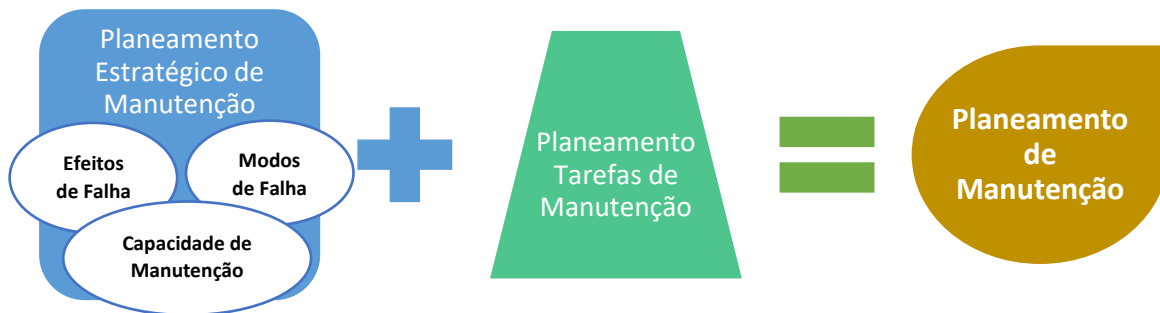 Planeamento
Estratégico de
Manutenção
Efeitos
de Falha
Modos
de Falha
Capacidade de
Manutenção
Planeamento
Tarefas de
Manutenção
Planeamento
de
Manutenção